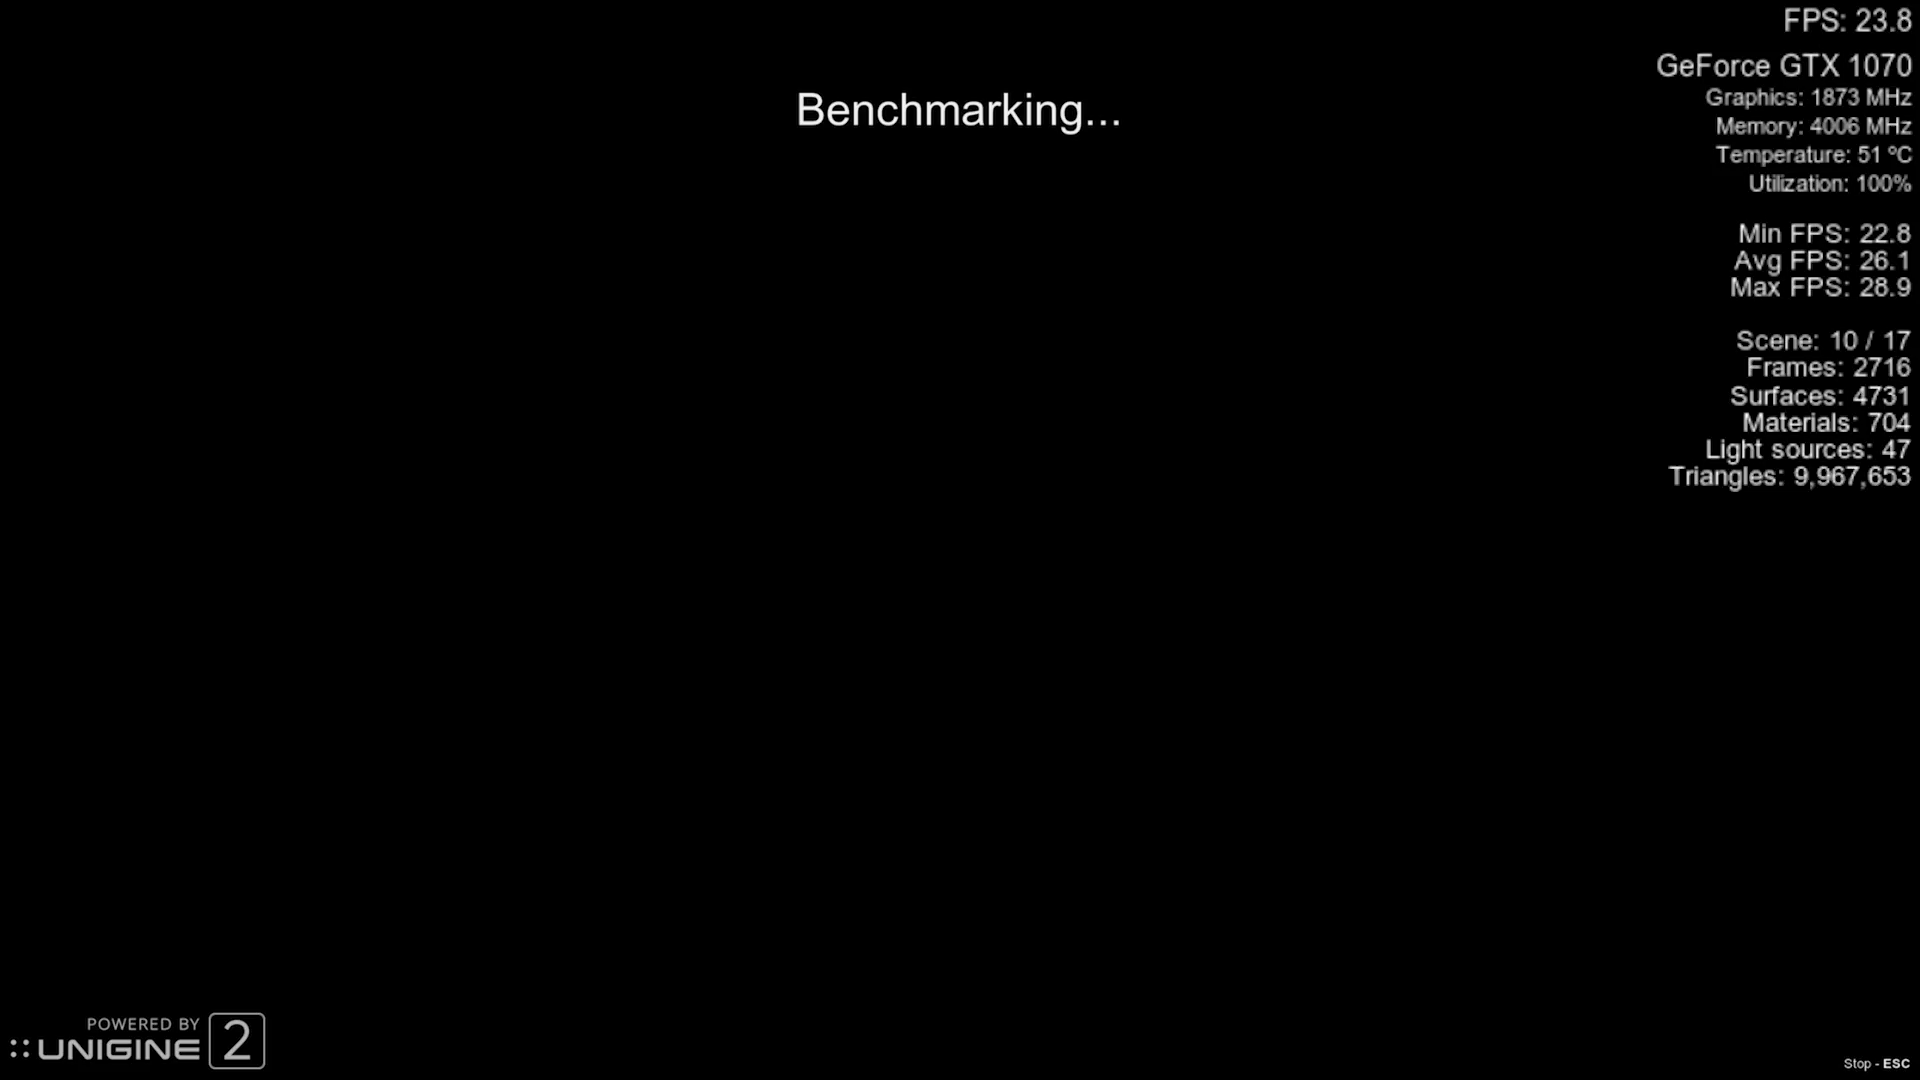 FPS: 23.8
GeForce GTX 1070
Graphics: 1873 MHz
Memory: 4006 MHz
Temperature: 51 ºC
Utilization: 100%
Benchmarking...
Min FPS: 22.8
Avg FPS: 26.1
Max FPS: 28.9
Scene: 10 / 17
Frames: 2716
Surfaces: 4731
Materials: 704
Light sources: 47
Triangles: 9,967,653
POWERED BY
UNIGINE 2
Stop - ESC